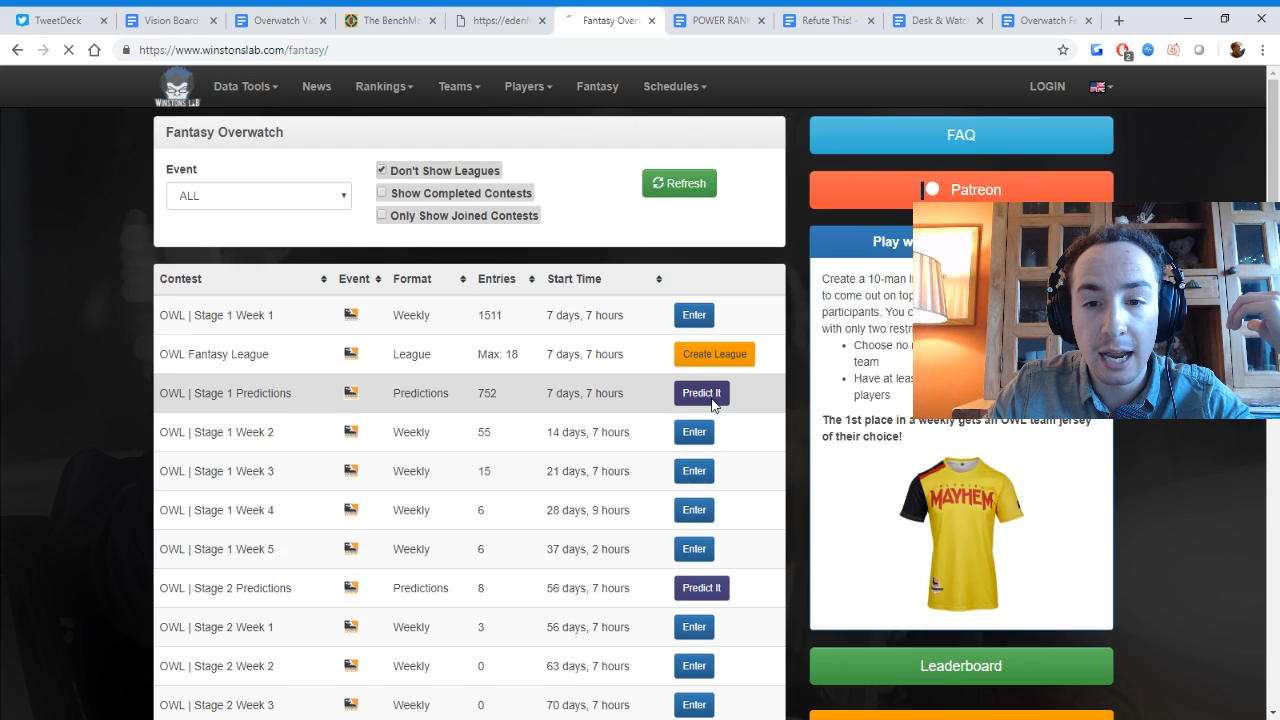 TweetDeck
Vision Board
Overwatch Vi
The BenchMo
https://edenf
Fantasy Over
POWER RANK
Refute This! -
Desk & Watc
Overwatch Fe
https://www.winstonslab.com/fantasy/
2
WINSTONS LAB
Data Tools
News
Rankings
Teams
Players
Fantasy
Schedules
LOGIN
Fantasy Overwatch
Event
ALL
Don't Show Leagues
Show Completed Contests
Only Show Joined Contests
Refresh
Contest Event Format Entries Start Time
OWL | Stage 1 Week 1 Weekly 1511 7 days, 7 hours Enter
OWL Fantasy League League Max: 18 7 days, 7 hours Create League
OWL | Stage 1 Predictions Predictions 752 7 days, 7 hours Predict It
OWL | Stage 1 Week 2 Weekly 55 14 days, 7 hours Enter
OWL | Stage 1 Week 3 Weekly 15 21 days, 7 hours Enter
OWL | Stage 1 Week 4 Weekly 6 28 days, 9 hours Enter
OWL | Stage 1 Week 5 Weekly 6 37 days, 2 hours Enter
OWL | Stage 2 Predictions Predictions 8 56 days, 7 hours Predict It
OWL | Stage 2 Week 1 Weekly 3 56 days, 7 hours Enter
OWL | Stage 2 Week 2 Weekly 0 63 days, 7 hours Enter
OWL | Stage 2 Week 3 Weekly 0 70 days, 7 hours Enter
FAQ
Patreon
Play w
Create a 10-man li
to come out on top
participants. You c
with only two restr
Choose no
team
Have at leas
players
The 1st place in a weekly gets an OWL team jersey
of their choice!
MAYHEM
Leaderboard